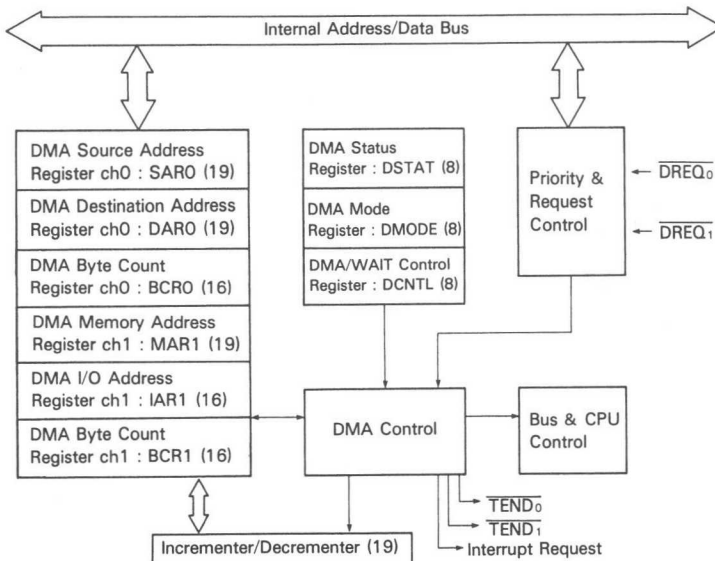 Internal Address/Data Bus
DMA Source Address
Register ch0 : SAR0 (19)
DMA Destination Address
Register ch0 : DAR0 (19)
DMA Byte Count
Register ch0 : BCR0 (16)
DMA Memory Address
Register ch1 : MAR1 (19)
DMA I/O Address
Register ch1 : IAR1 (16)
DMA Byte Count
Register ch1 : BCR1 (16)
Incrementer/Decrementer (19)
DMA Status
Register : DSTAT (8)
DMA Mode
Register : DMODE (8)
DMA/WAIT Control
Register : DCNTL (8)
DMA Control
Priority &
Request
Control
DREQ0
DREQ1
Bus & CPU
Control
TEND0
TEND1
Interrupt Request